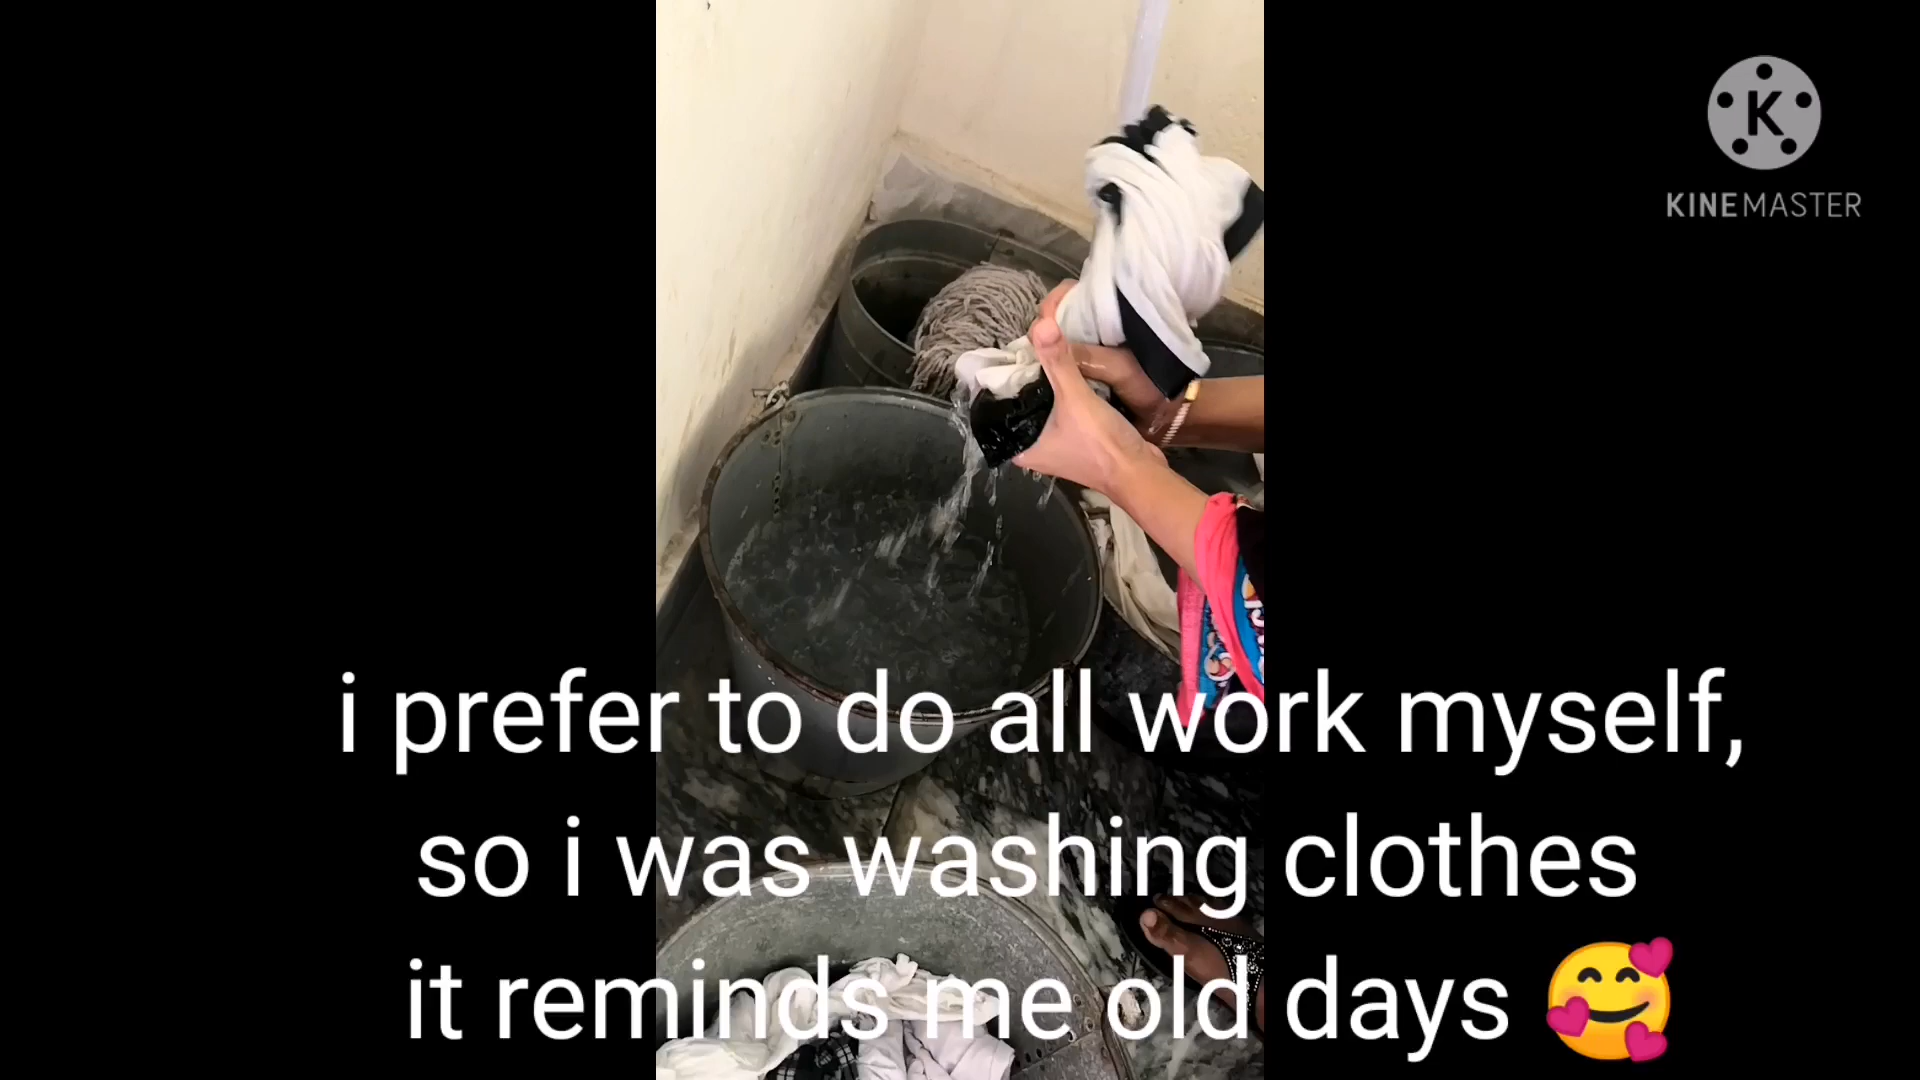 K
KINEMASTER
i prefer to do all work myself,
so i was washing clothes
it reminds me old days 🥰